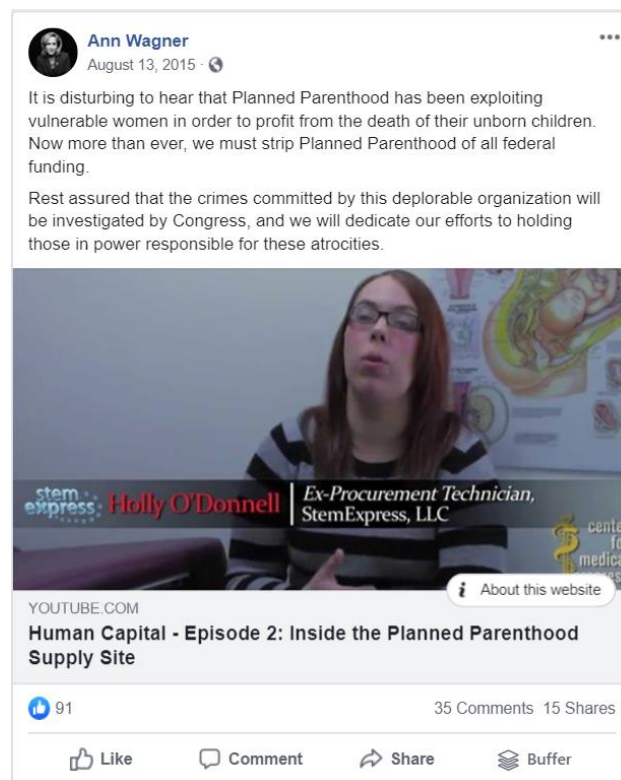 Ann Wagner
August 13, 2015 ·
It is disturbing to hear that Planned Parenthood has been exploiting
vulnerable women in order to profit from the death of their unborn children.
Now more than ever, we must strip Planned Parenthood of all federal
funding.
Rest assured that the crimes committed by this deplorable organization will
be investigated by Congress, and we will dedicate our efforts to holding
those in power responsible for these atrocities.
stem express
Holly O'Donnell
Ex-Procurement Technician,
StemExpress, LLC
cente
fo
medica
i About this website
YOUTUBE.COM
Human Capital - Episode 2: Inside the Planned Parenthood
Supply Site
91
35 Comments 15 Shares
Like Comment Share Buffer